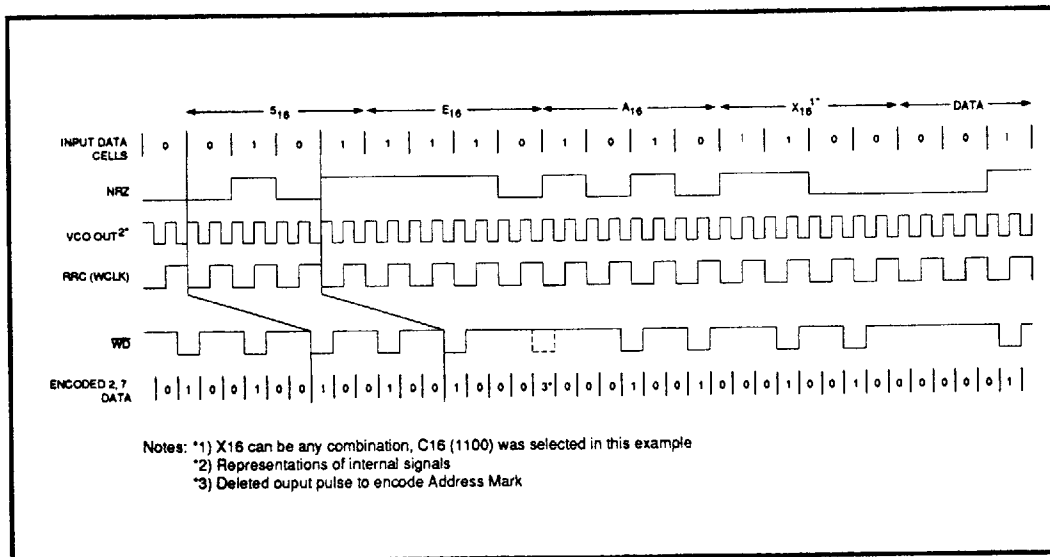 S16 E16 A16 X16 1* DATA
INPUT DATA CELLS 0 0 1 0 1 1 1 1 0 1 0 1 0 1 1 0 0 0 0 1
NRZ
VCO OUT 2*
RRC (WCLK)
WD
ENCODED 2, 7 DATA 0 1 0 0 1 0 0 1 0 0 1 0 0 1 0 0 0 3* 0 0 0 1 0 0 1 0 0 0 1 0 0 1 0 0 0 0 0 0 1
Notes: *1) X16 can be any combination, C16 (1100) was selected in this example
*2) Representations of internal signals
*3) Deleted ouput pulse to encode Address Mark